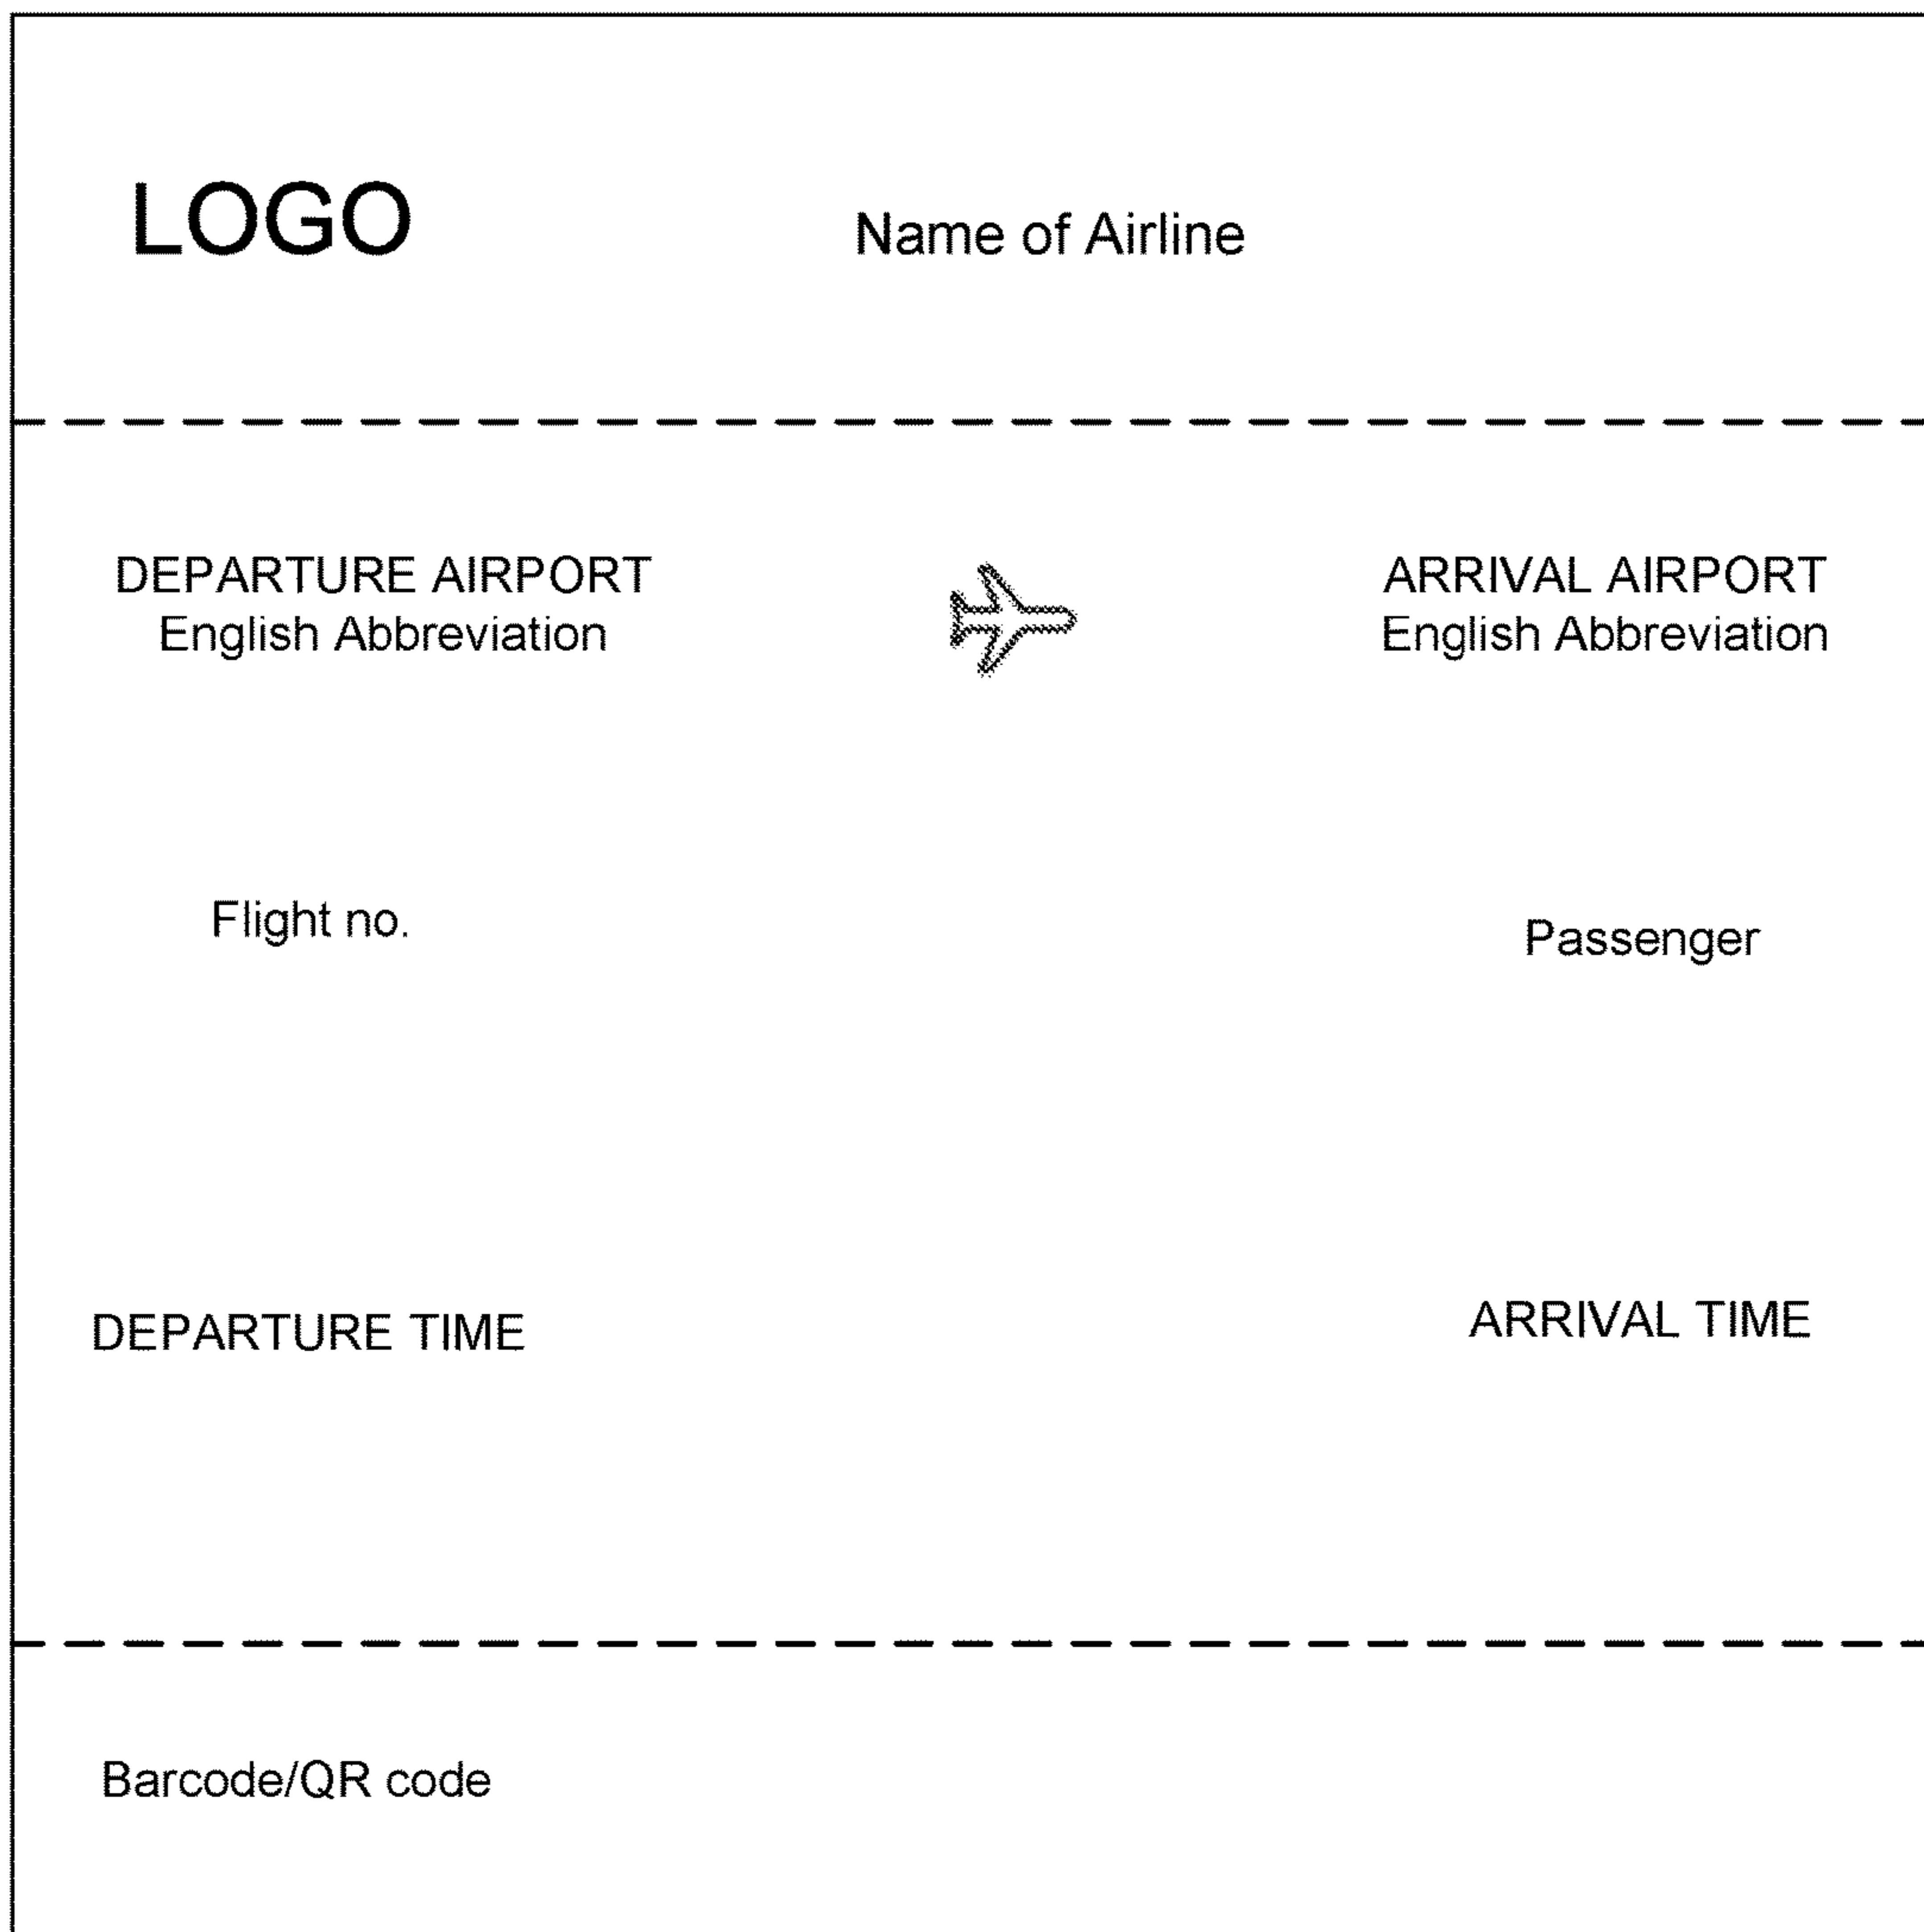 LOGO
Name of Airline
DEPARTURE AIRPORT
English Abbreviation
ARRIVAL AIRPORT
English Abbreviation
Flight no.
Passenger
DEPARTURE TIME
ARRIVAL TIME
Barcode/QR code